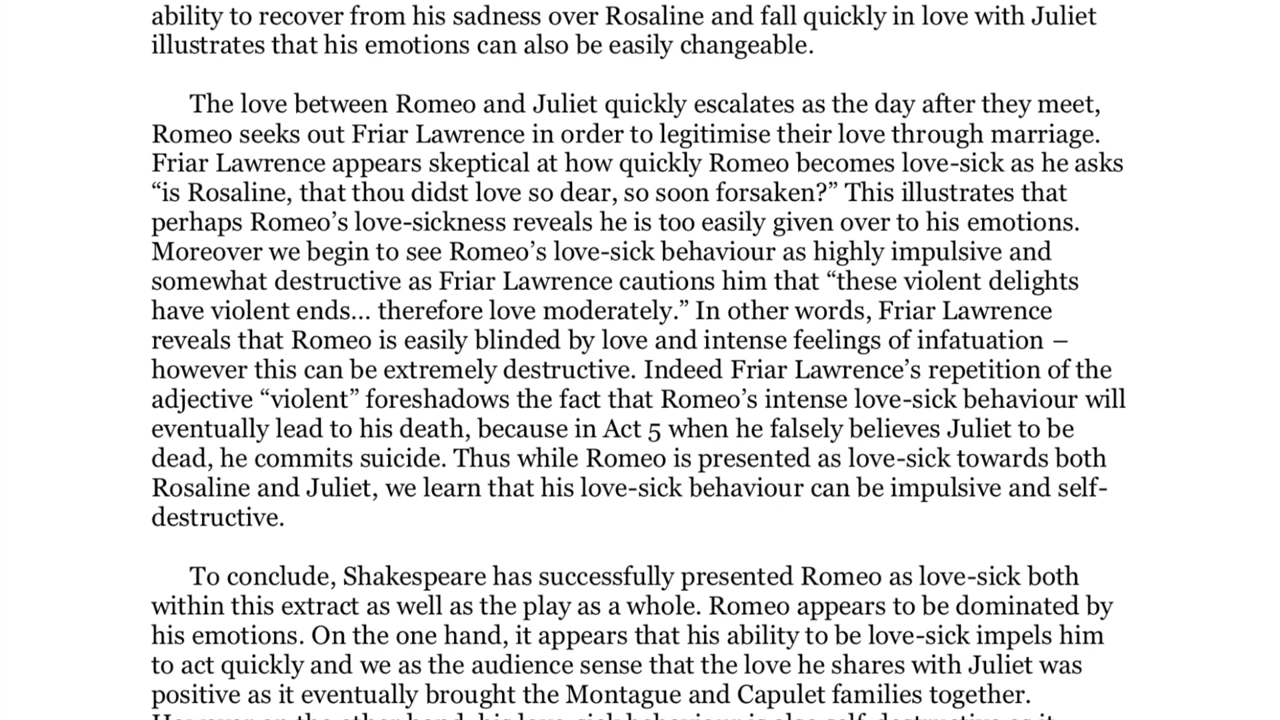 ability to recover from his sadness over Rosaline and fall quickly in love with Juliet
illustrates that his emotions can also be easily changeable.
The love between Romeo and Juliet quickly escalates as the day after they meet,
Romeo seeks out Friar Lawrence in order to legitimise their love through marriage.
Friar Lawrence appears skeptical at how quickly Romeo becomes love-sick as he asks
“is Rosaline, that thou didst love so dear, so soon forsaken?” This illustrates that
perhaps Romeo’s love-sickness reveals he is too easily given over to his emotions.
Moreover we begin to see Romeo’s love-sick behaviour as highly impulsive and
somewhat destructive as Friar Lawrence cautions him that “these violent delights
have violent ends... therefore love moderately.” In other words, Friar Lawrence
reveals that Romeo is easily blinded by love and intense feelings of infatuation –
however this can be extremely destructive. Indeed Friar Lawrence’s repetition of the
adjective “violent” foreshadows the fact that Romeo’s intense love-sick behaviour will
eventually lead to his death, because in Act 5 when he falsely believes Juliet to be
dead, he commits suicide. Thus while Romeo is presented as love-sick towards both
Rosaline and Juliet, we learn that his love-sick behaviour can be impulsive and self-
destructive.
To conclude, Shakespeare has successfully presented Romeo as love-sick both
within this extract as well as the play as a whole. Romeo appears to be dominated by
his emotions. On the one hand, it appears that his ability to be love-sick impels him
to act quickly and we as the audience sense that the love he shares with Juliet was
positive as it eventually brought the Montague and Capulet families together.